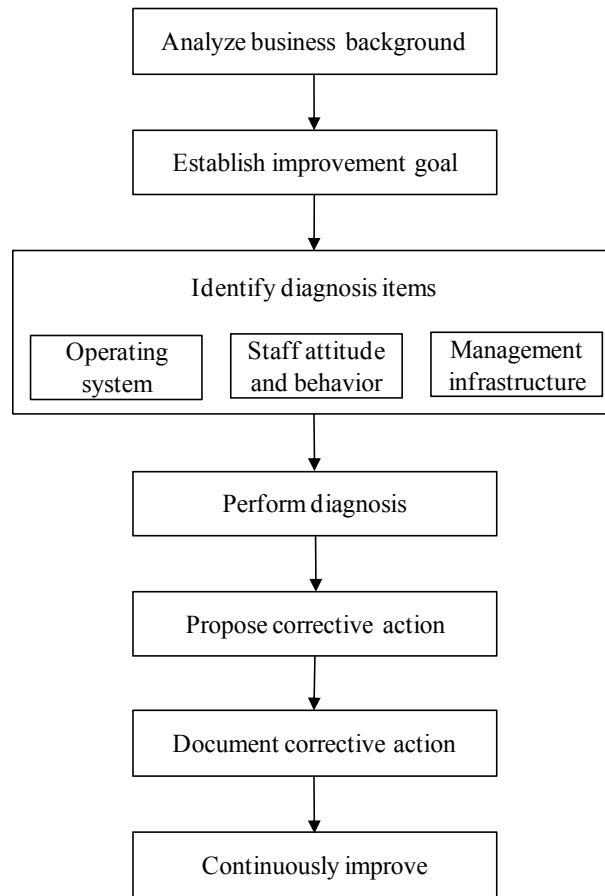 Analyze business background
Establish improvement goal
Identify diagnosis items
Operating
system
Staff attitude
and behavior
Management
infrastructure
Perform diagnosis
Propose corrective action
Document corrective action
Continuously improve